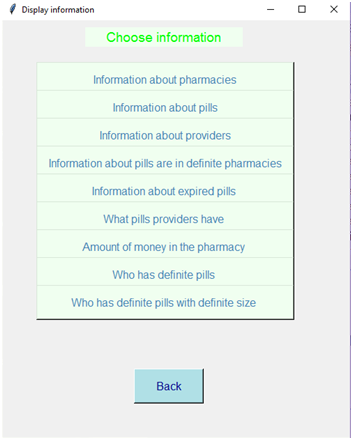 Display information
Choose information
Information about pharmacies
Information about pills
Information about providers
Information about pills are in definite pharmacies
Information about expired pills
What pills providers have
Amount of money in the pharmacy
Who has definite pills
Who has definite pills with definite size
Back